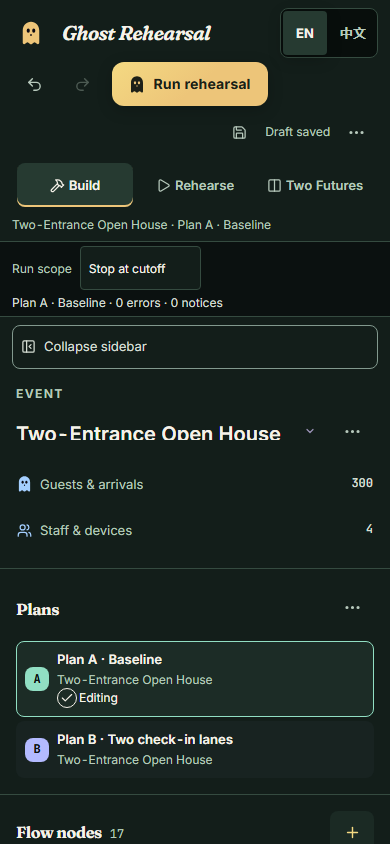 Ghost Rehearsal
EN 中文
Run rehearsal
Draft saved
Build Rehearse Two Futures
Two-Entrance Open House · Plan A · Baseline
Run scope Stop at cutoff
Plan A · Baseline · 0 errors · 0 notices
Collapse sidebar
EVENT
Two-Entrance Open House
Guests & arrivals 300
Staff & devices 4
Plans
A Plan A · Baseline
Two-Entrance Open House
Editing
B Plan B · Two check-in lanes
Two-Entrance Open House
Flow nodes 17